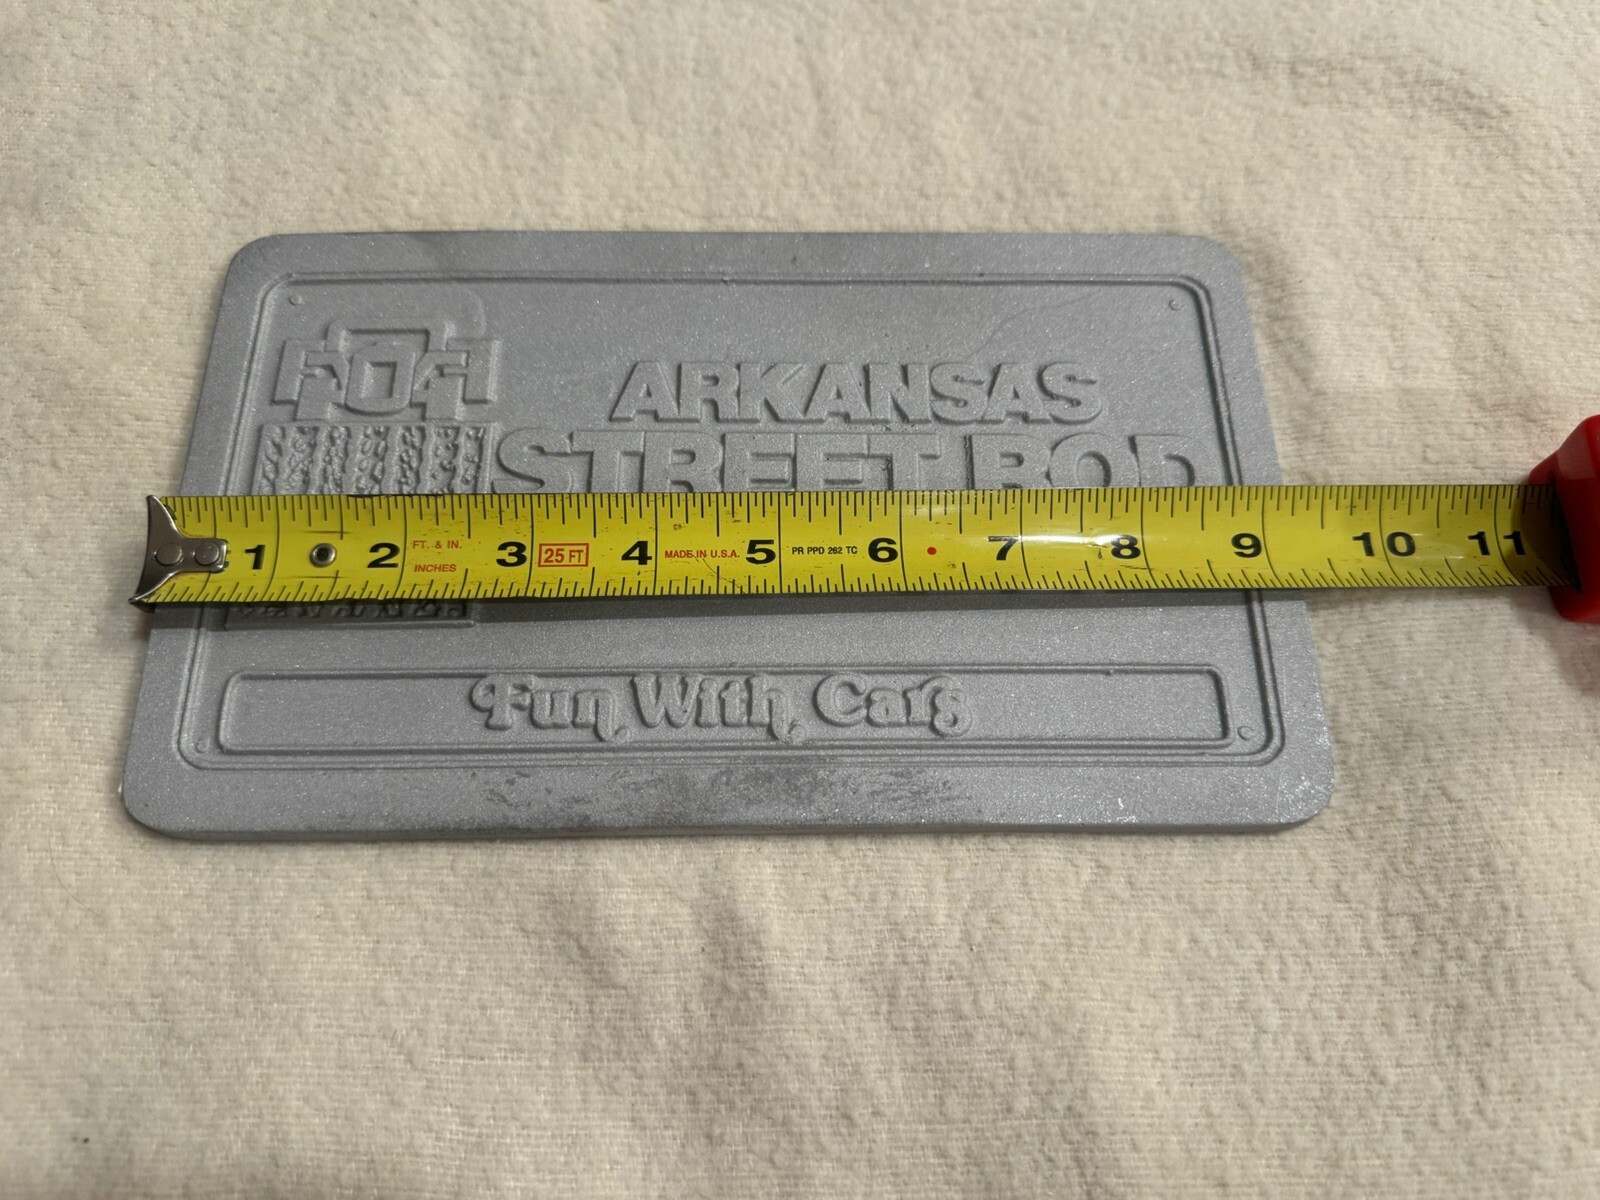 ARKANSAS
STREET ROD
1 2 FT. & IN. INCHES 3 25 FT 4 MADE IN U.S.A. 5 PR PPD 262 TC 6 7 8 9 10 11
Fun With Cars